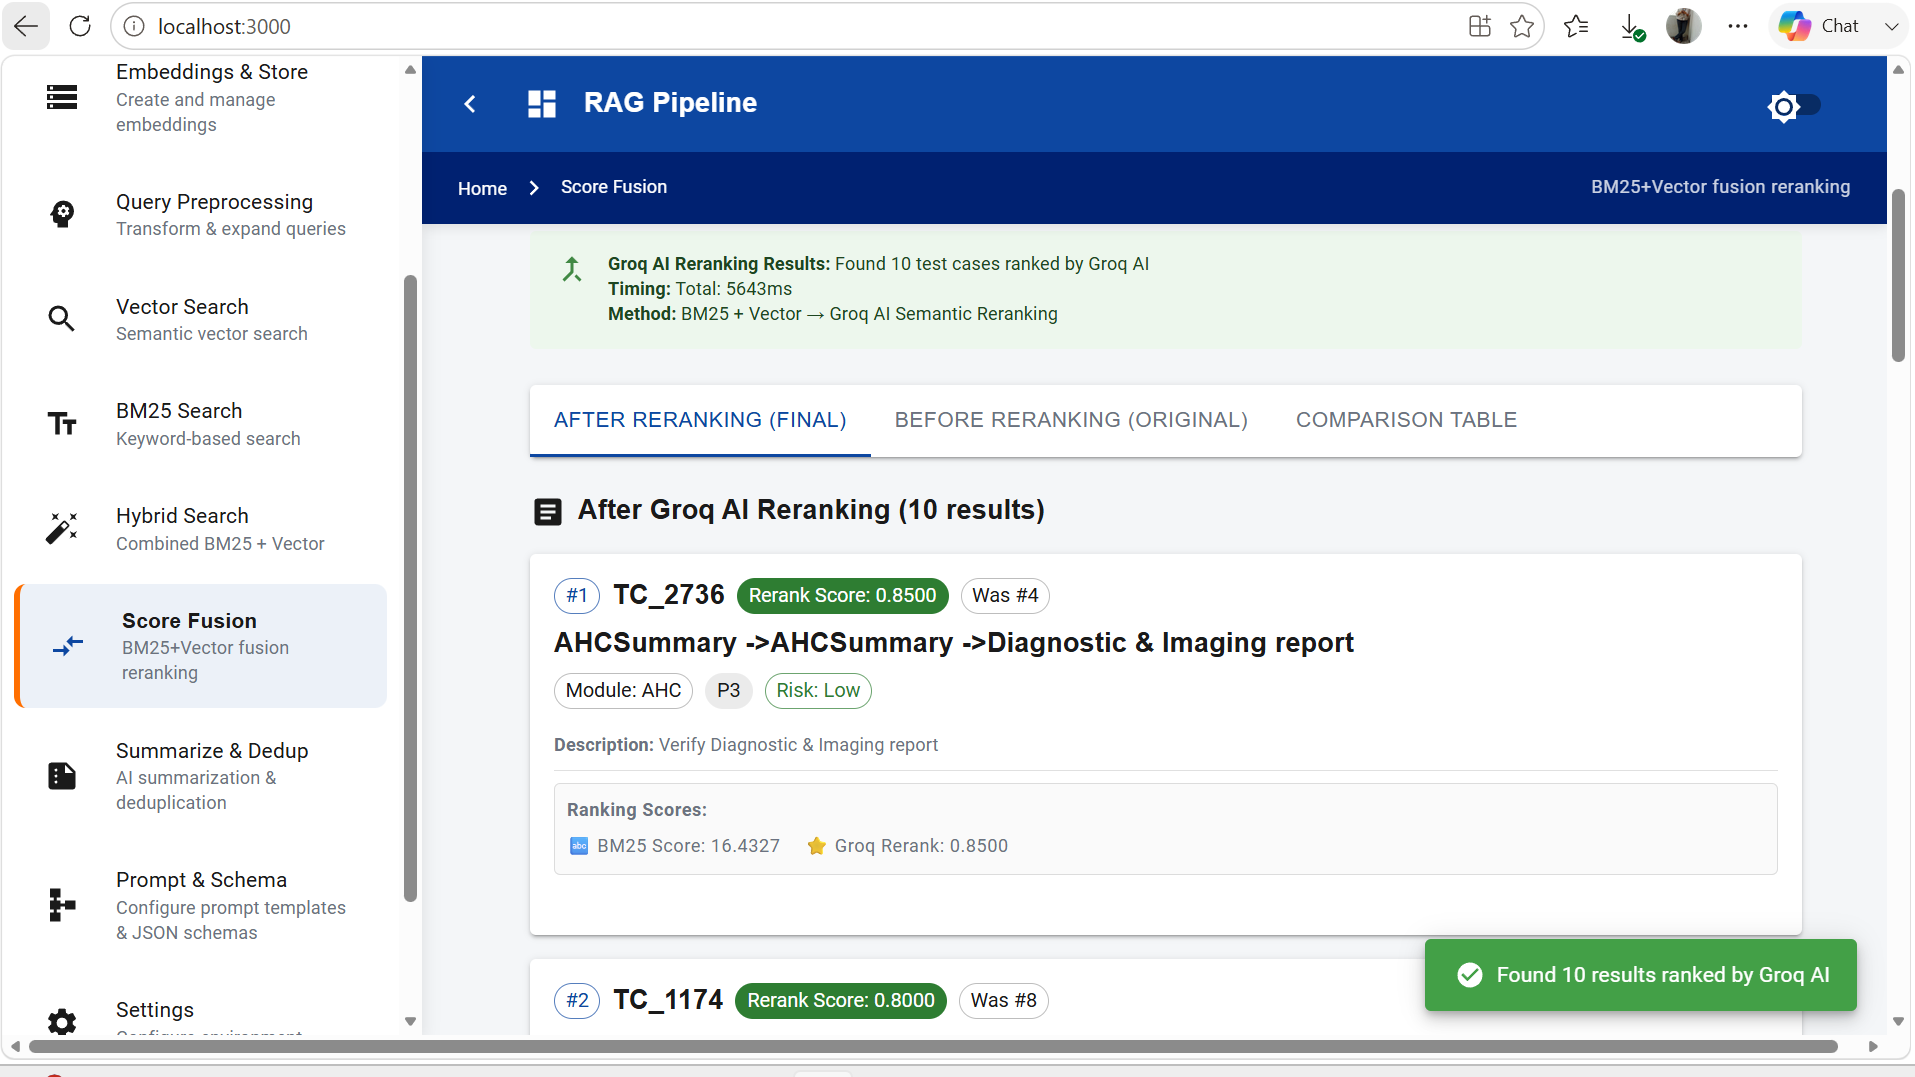 localhost:3000
Chat
Embeddings & Store
Create and manage
embeddings
Query Preprocessing
Transform & expand queries
Vector Search
Semantic vector search
BM25 Search
Keyword-based search
Hybrid Search
Combined BM25 + Vector
Score Fusion
BM25+Vector fusion
reranking
Summarize & Dedup
AI summarization &
deduplication
Prompt & Schema
Configure prompt templates
& JSON schemas
Settings
RAG Pipeline
Home
Score Fusion
BM25+Vector fusion reranking
Groq AI Reranking Results: Found 10 test cases ranked by Groq AI
Timing: Total: 5643ms
Method: BM25 + Vector → Groq AI Semantic Reranking
AFTER RERANKING (FINAL)
BEFORE RERANKING (ORIGINAL)
COMPARISON TABLE
After Groq AI Reranking (10 results)
#1 TC_2736 Rerank Score: 0.8500 Was #4
AHCSummary ->AHCSummary ->Diagnostic & Imaging report
Module: AHC P3 Risk: Low
Description: Verify Diagnostic & Imaging report
Ranking Scores:
abc BM25 Score: 16.4327 Groq Rerank: 0.8500
#2 TC_1174 Rerank Score: 0.8000 Was #8
Found 10 results ranked by Groq AI